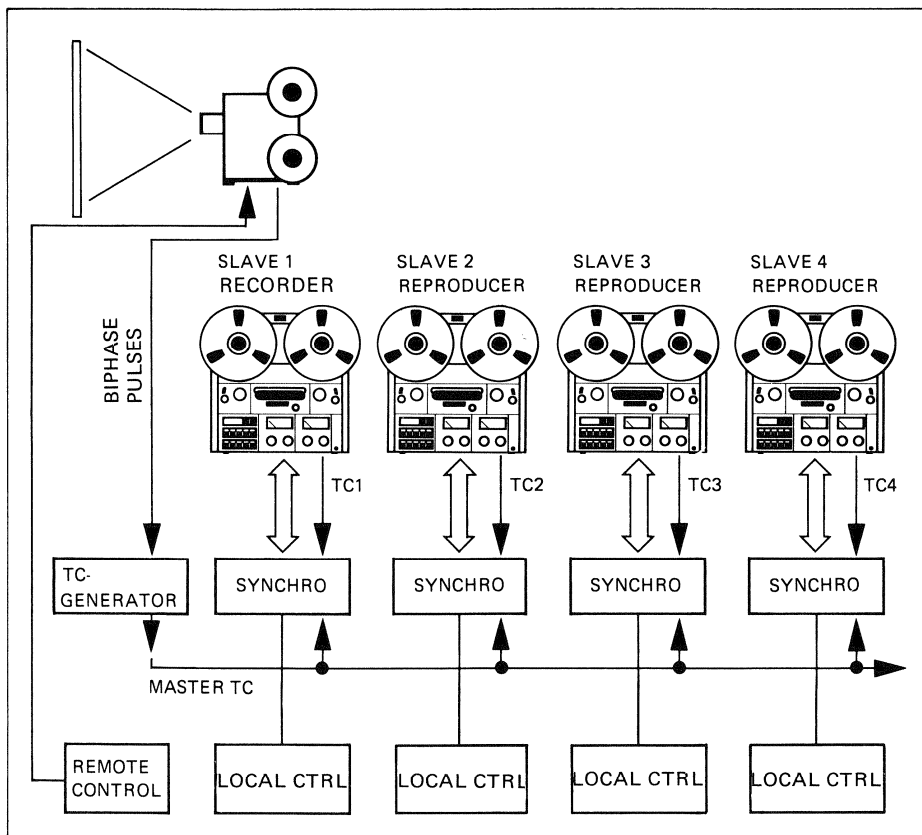 SLAVE 1
RECORDER
SLAVE 2
REPRODUCER
SLAVE 3
REPRODUCER
SLAVE 4
REPRODUCER
BIPHASE
PULSES
TC1
TC2
TC3
TC4
TC-
GENERATOR
SYNCHRO
SYNCHRO
SYNCHRO
SYNCHRO
MASTER TC
REMOTE
CONTROL
LOCAL CTRL
LOCAL CTRL
LOCAL CTRL
LOCAL CTRL